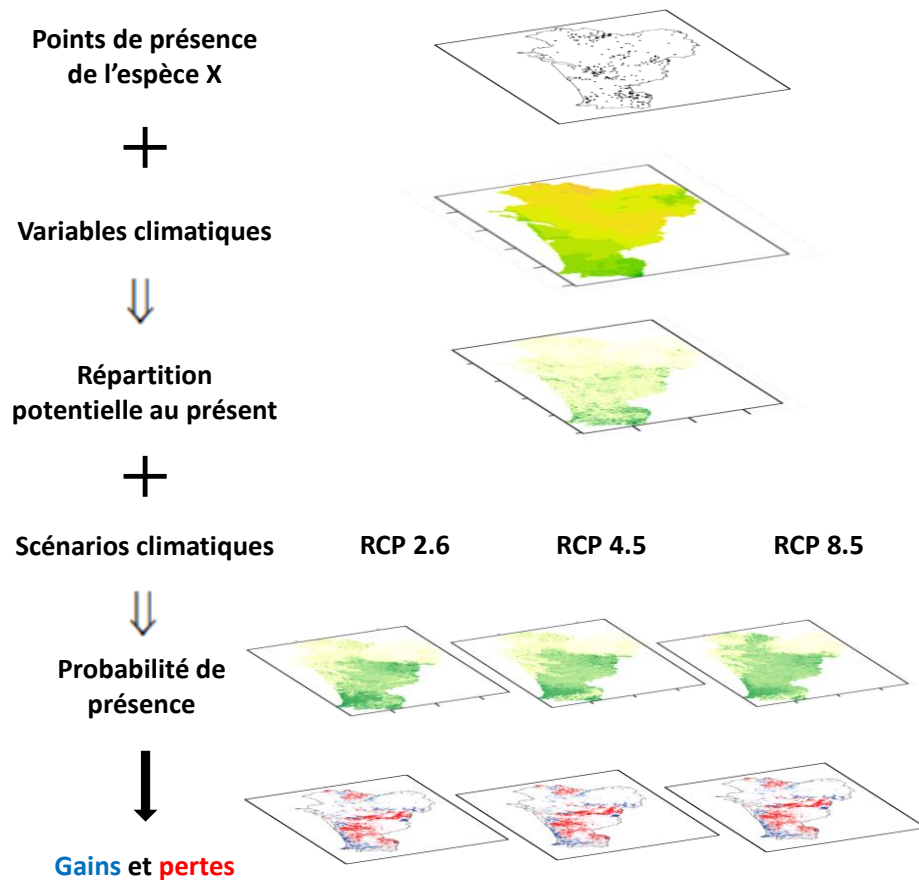 Points de présence
de l’espèce X
+
Variables climatiques
⇓
Répartition
potentielle au présent
+
Scénarios climatiques RCP 2.6 RCP 4.5 RCP 8.5
⇓
Probabilité de
présence
Gains et pertes